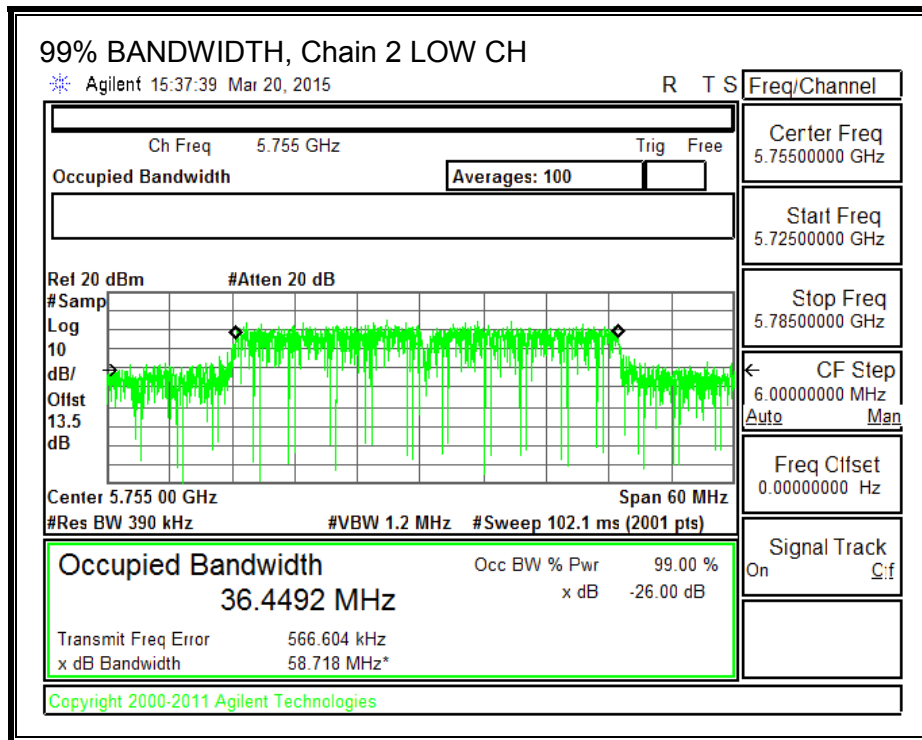 99% BANDWIDTH, Chain 2 LOW CH
Agilent 15:37:39 Mar 20, 2015 R T S
Freq/Channel
Ch Freq 5.755 GHz Trig Free
Occupied Bandwidth Averages: 100
Ref 20 dBm #Atten 20 dB
#Samp
Log
10
dB/
Offst
13.5
dB
Center 5.755 00 GHz Span 60 MHz
#Res BW 390 kHz #VBW 1.2 MHz #Sweep 102.1 ms (2001 pts)
Occupied Bandwidth
36.4492 MHz
Occ BW % Pwr 99.00 %
x dB -26.00 dB
Transmit Freq Error 566.604 kHz
x dB Bandwidth 58.718 MHz*
Copyright 2000-2011 Agilent Technologies
Center Freq
5.75500000 GHz
Start Freq
5.72500000 GHz
Stop Freq
5.78500000 GHz
CF Step
6.00000000 MHz
Auto Man
Freq Offset
0.00000000 Hz
Signal Track
On Off